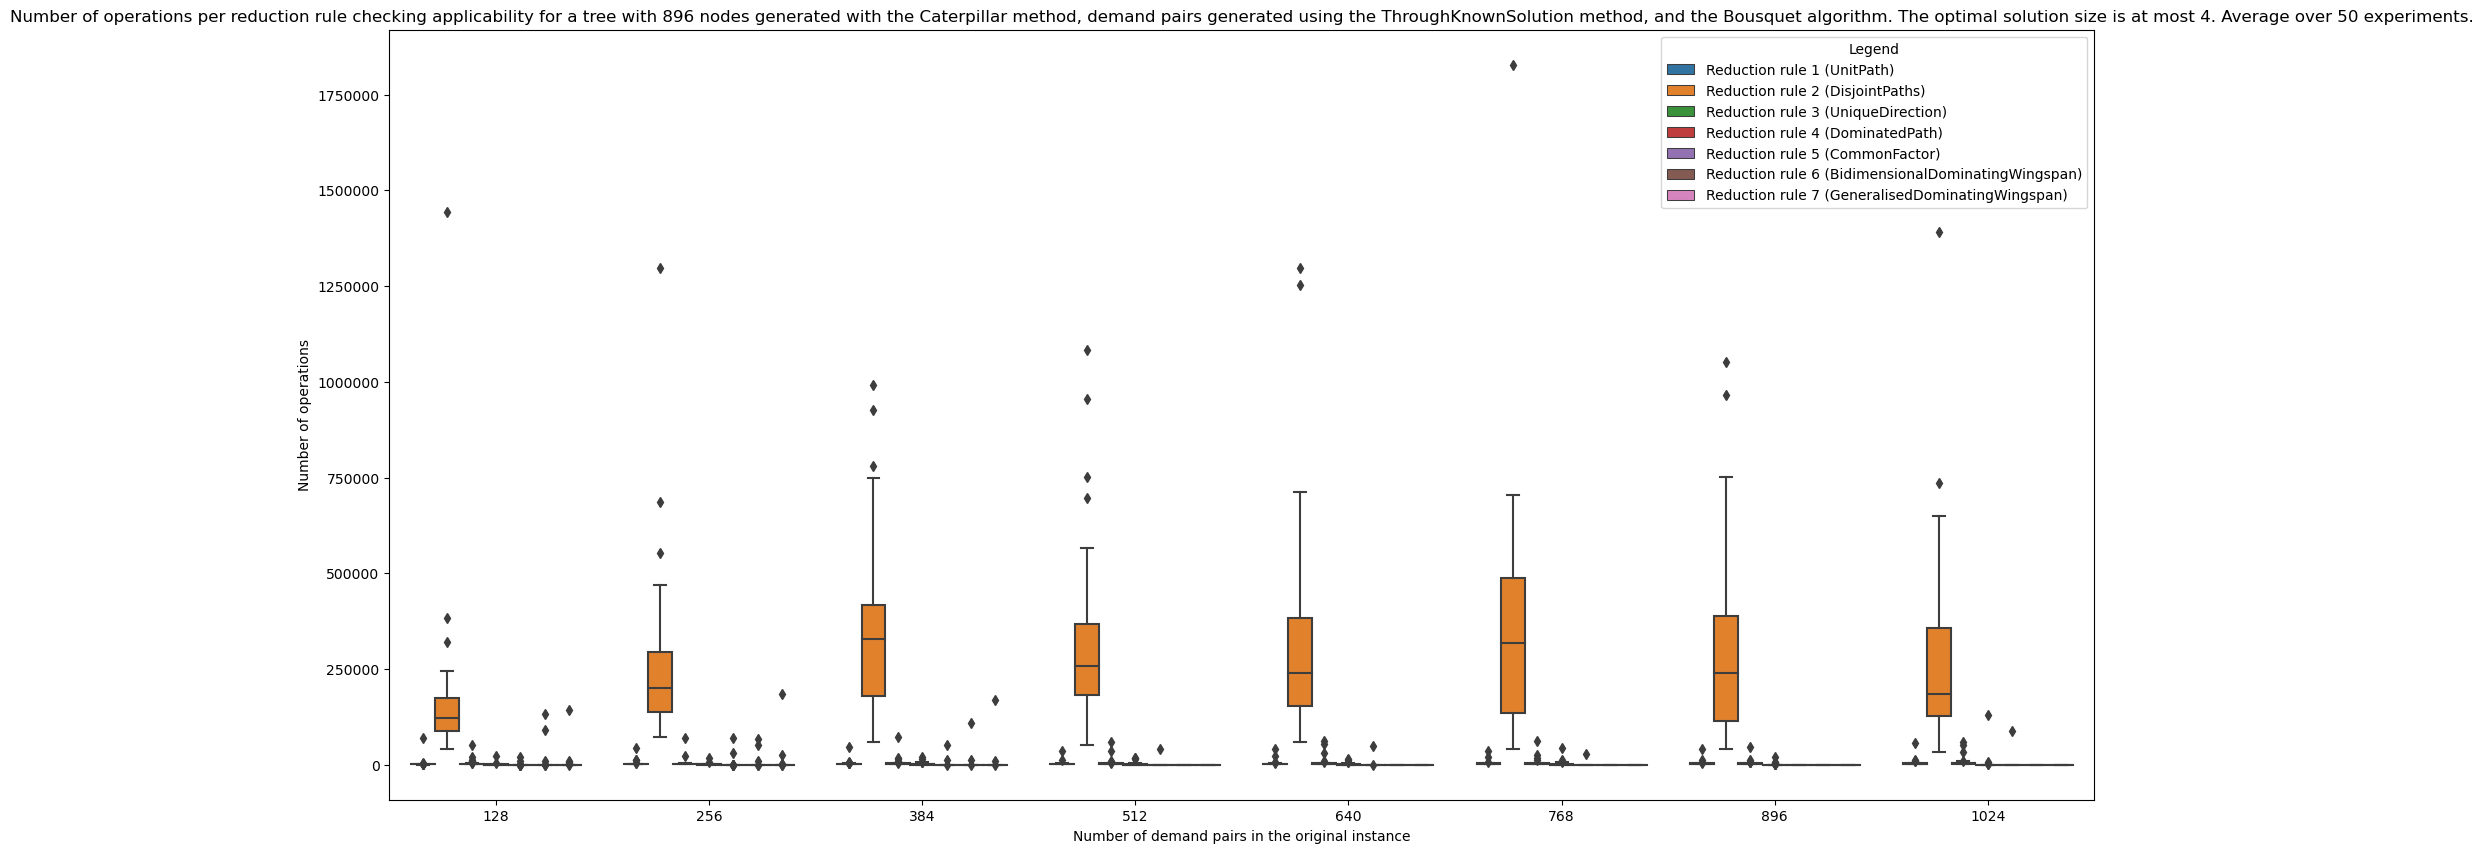 Number of operations per reduction rule checking applicability for a tree with 896 nodes generated with the Caterpillar method, demand pairs generated using the ThroughKnownSolution method, and the Bousquet algorithm. The optimal solution size is at most 4. Average over 50 experiments.
Legend
Reduction rule 1 (UnitPath)
Reduction rule 2 (DisjointPaths)
Reduction rule 3 (UniqueDirection)
Reduction rule 4 (DominatedPath)
Reduction rule 5 (CommonFactor)
Reduction rule 6 (BidimensionalDominatingWingspan)
Reduction rule 7 (GeneralisedDominatingWingspan)
Number of operations
1750000
1500000
1250000
1000000
750000
500000
250000
0
128 256 384 512 640 768 896 1024
Number of demand pairs in the original instance